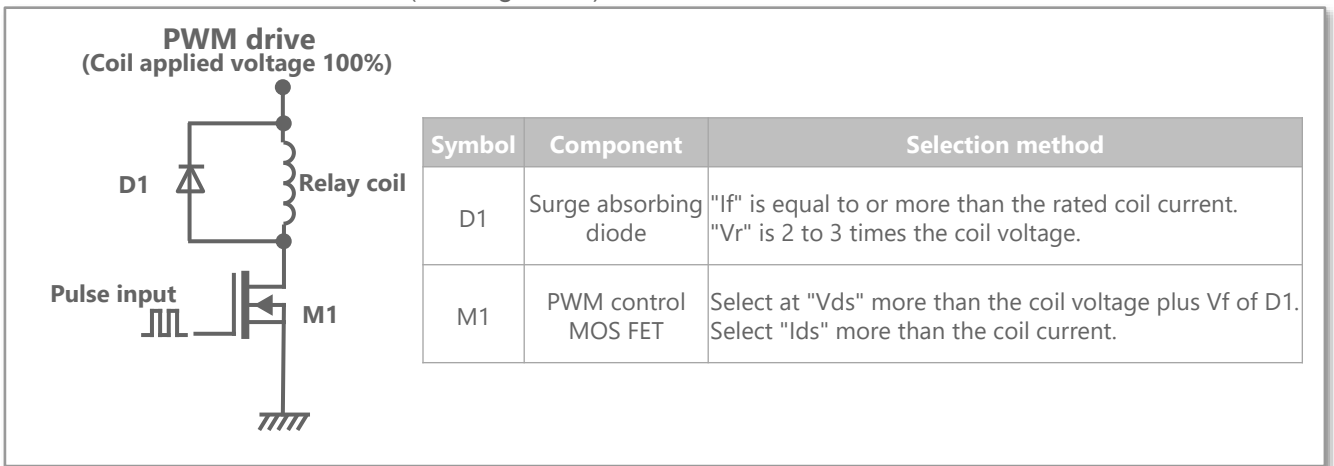 PWM drive
(Coil applied voltage 100%)
D1
Relay coil
Pulse input
M1
Symbol Component Selection method
D1 Surge absorbing diode "If" is equal to or more than the rated coil current.
"Vr" is 2 to 3 times the coil voltage.
M1 PWM control MOS FET Select at "Vds" more than the coil voltage plus Vf of D1.
Select "Ids" more than the coil current.